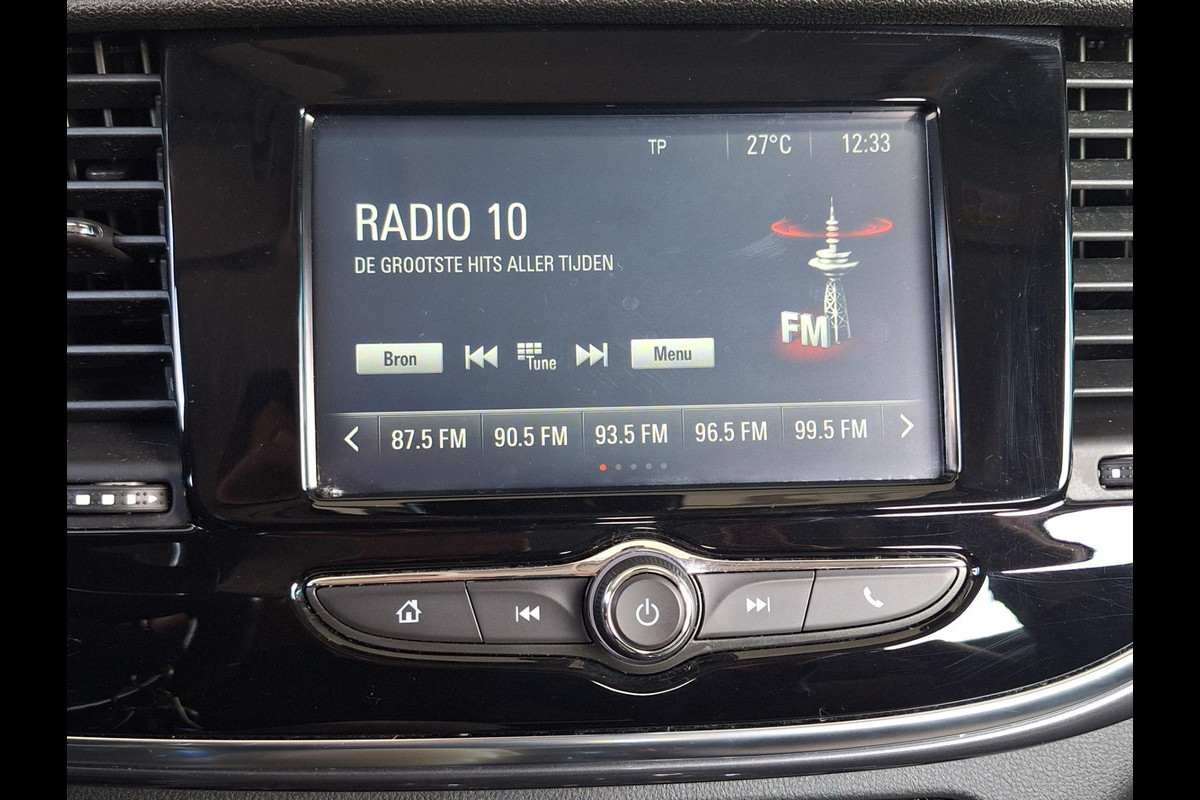 TP 27°C 12:33
RADIO 10
DE GROOTSTE HITS ALLER TIJDEN
FM
Bron Tune Menu
87.5 FM 90.5 FM 93.5 FM 96.5 FM 99.5 FM